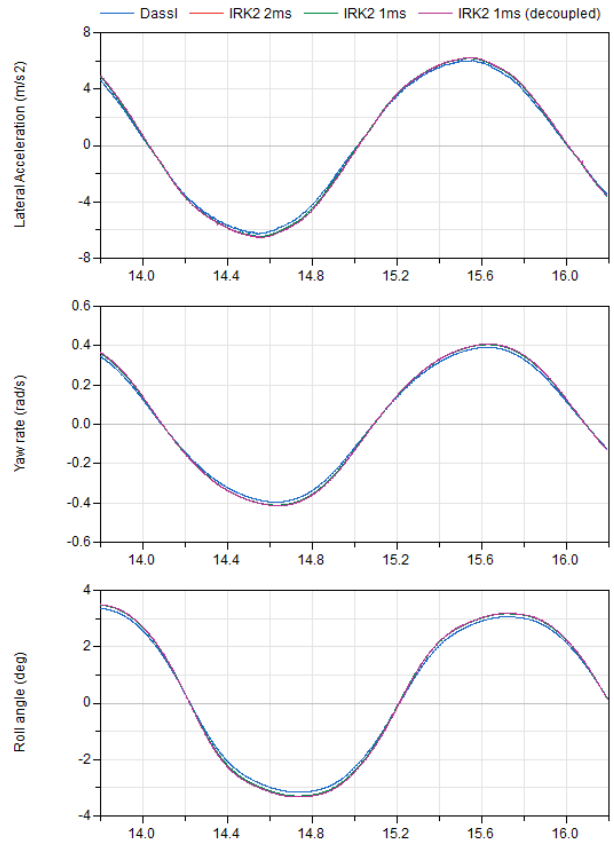 Dassl IRK2 2ms IRK2 1ms IRK2 1ms (decoupled)
Lateral Acceleration (m/s2)
8
4
0
-4
-8
14.0 14.4 14.8 15.2 15.6 16.0
Yaw rate (rad/s)
0.6
0.4
0.2
0.0
-0.2
-0.4
-0.6
14.0 14.4 14.8 15.2 15.6 16.0
Roll angle (deg)
4
2
0
-2
-4
14.0 14.4 14.8 15.2 15.6 16.0